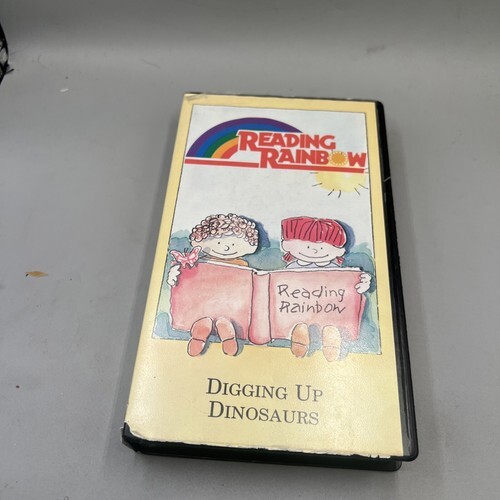 READING
RAINBOW
Reading
Rainbow
DIGGING UP
DINOSAURS